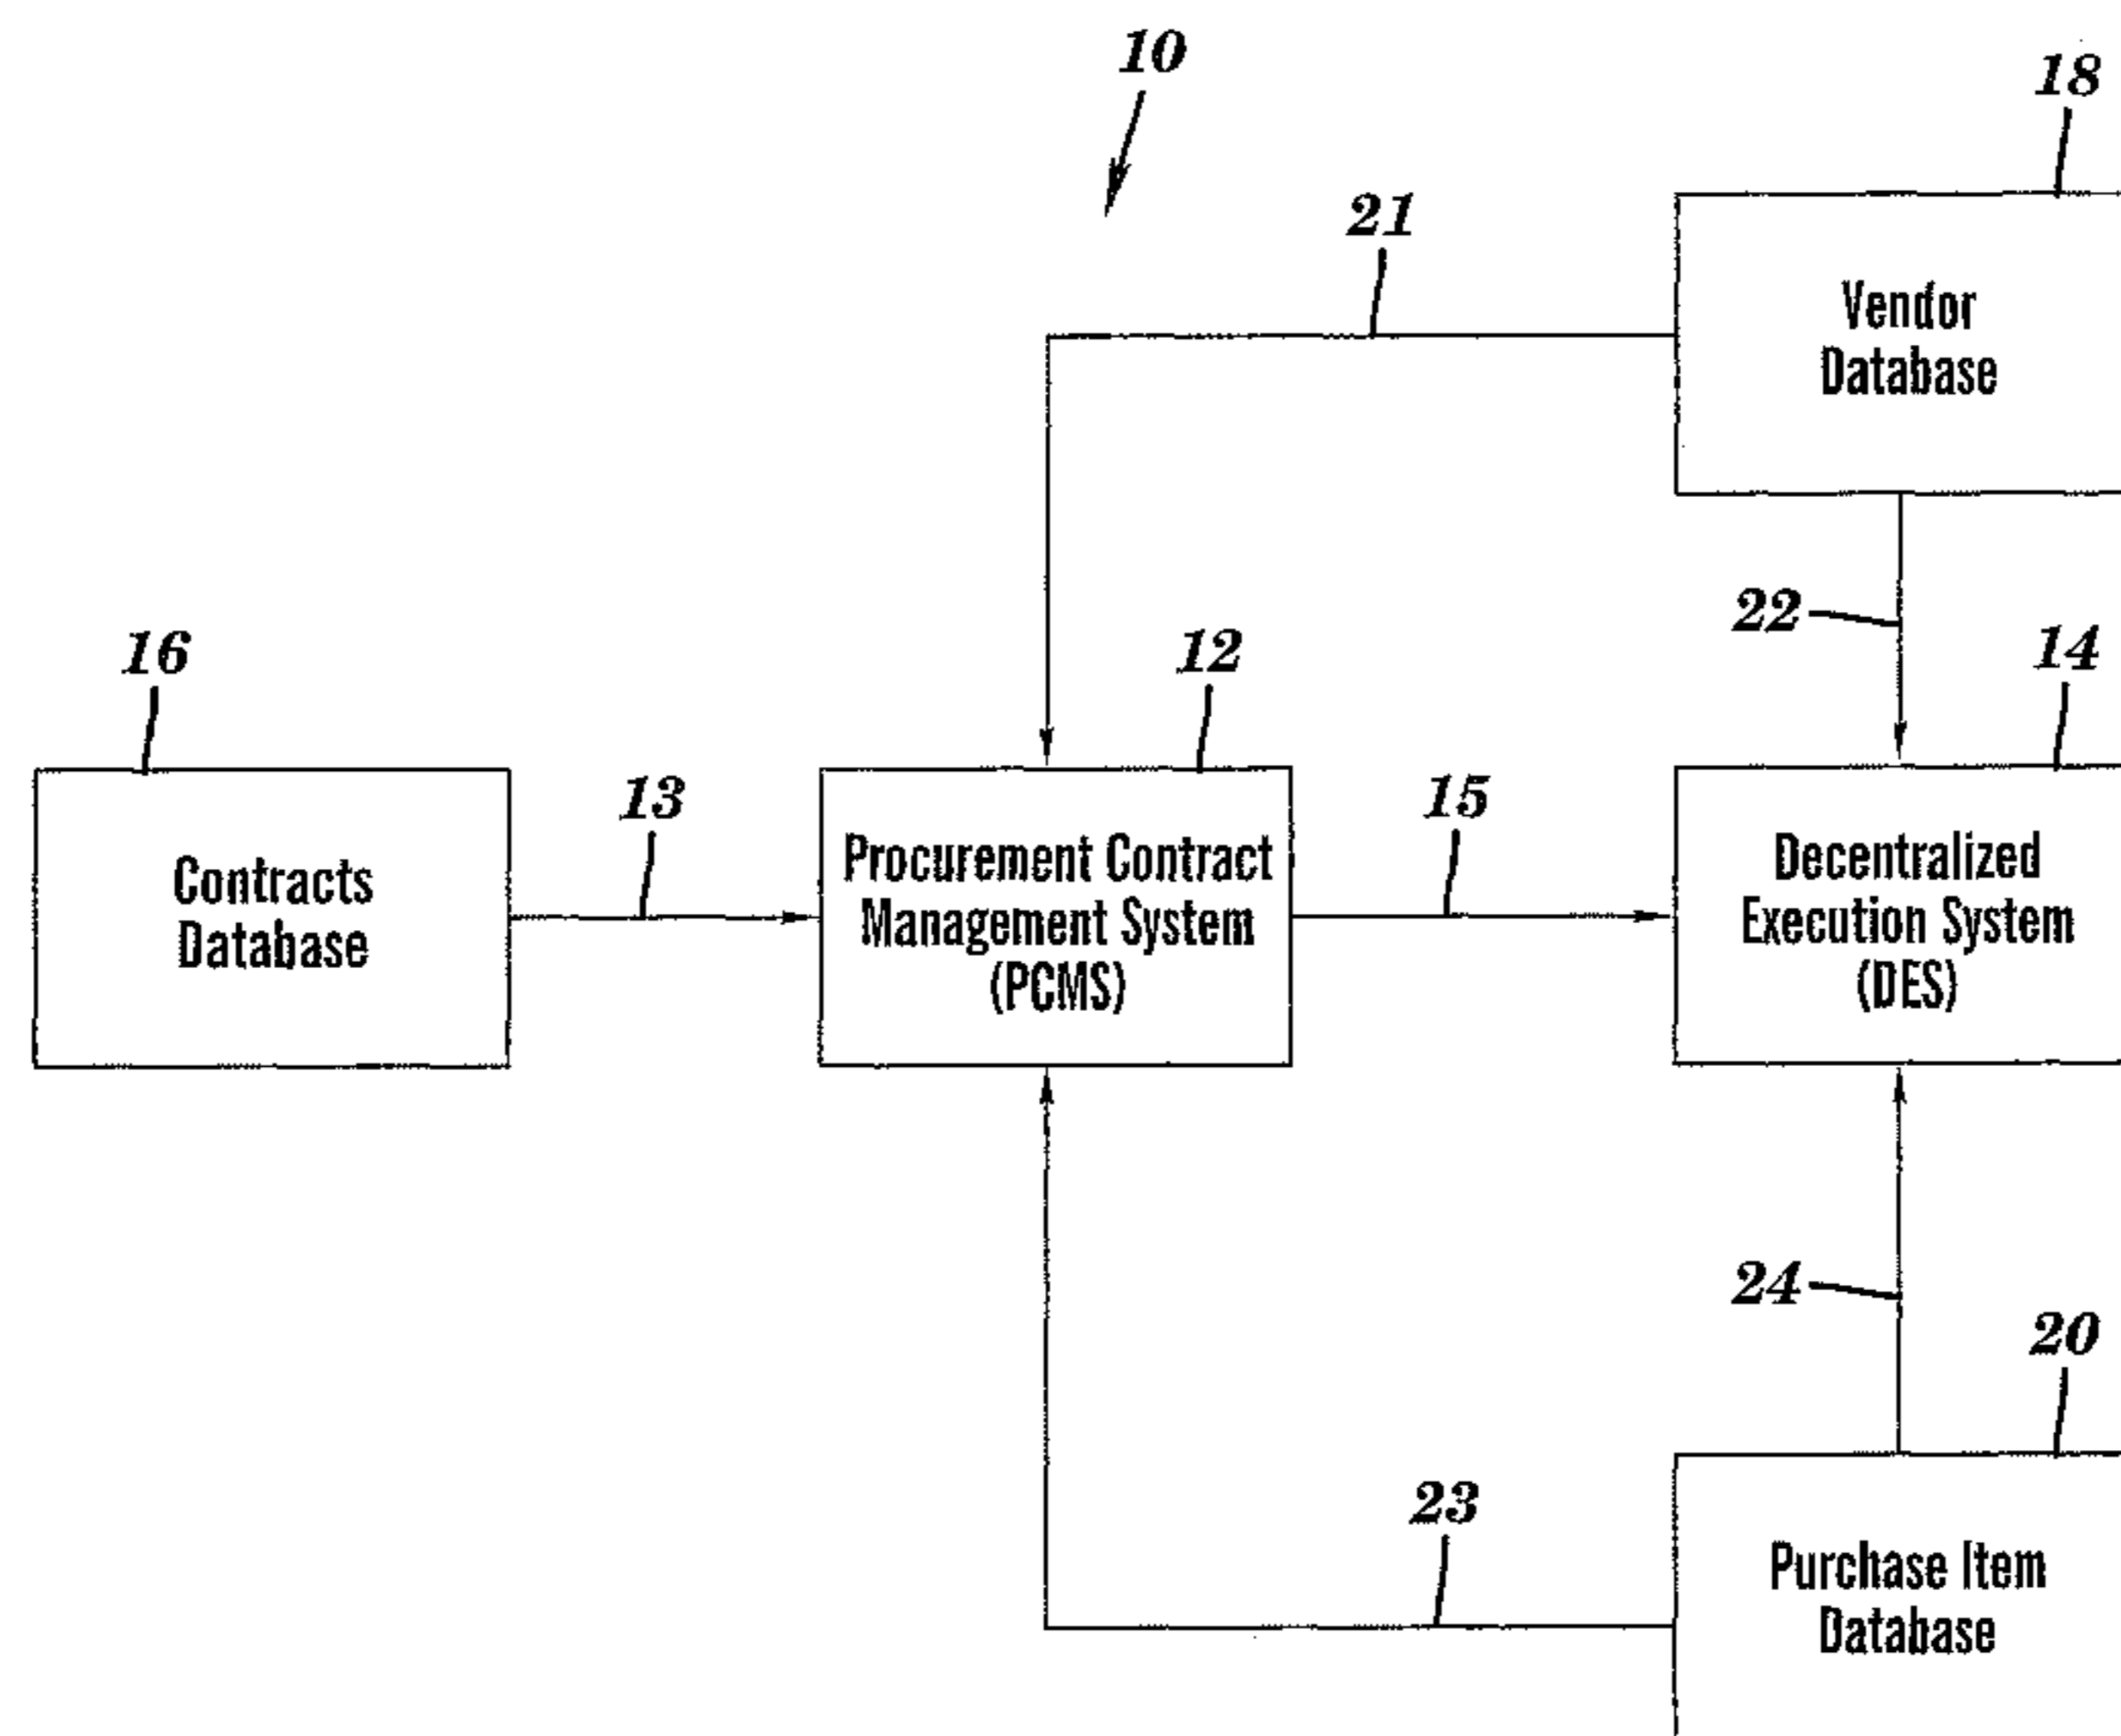 10
18
21
Vendor
Database
22
16
12
14
13
15
Contracts
Database
Procurement Contract
Management System
(PCMS)
Decentralized
Execution System
(DES)
24
20
23
Purchase Item
Database